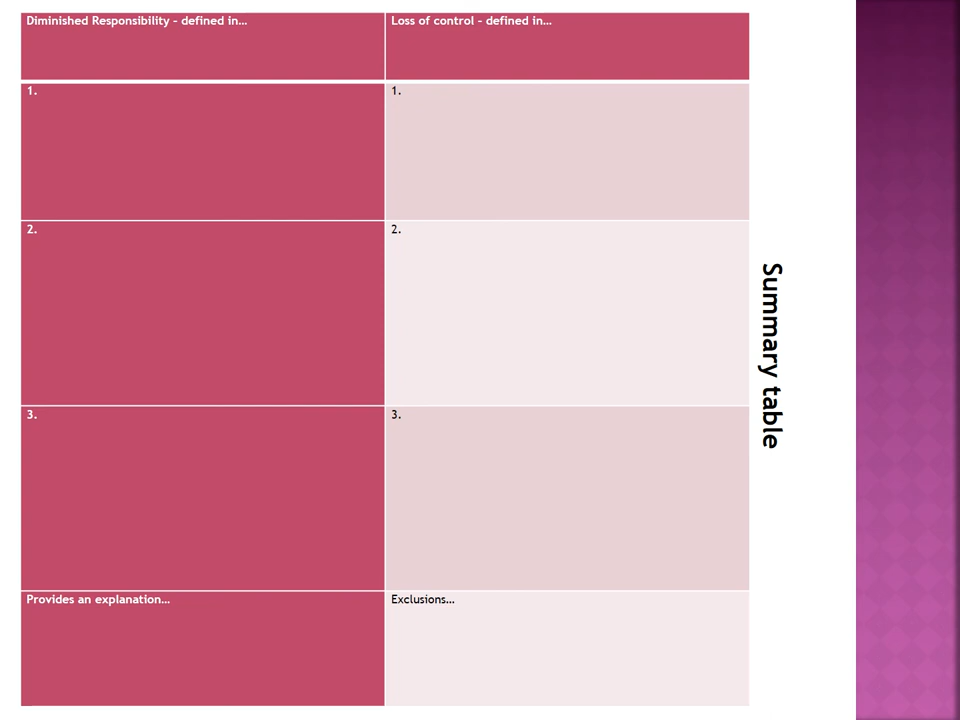 Diminished Responsibility – defined in…
Loss of control – defined in…
1.
1.
2.
2.
3.
3.
Provides an explanation…
Exclusions…
Summary table